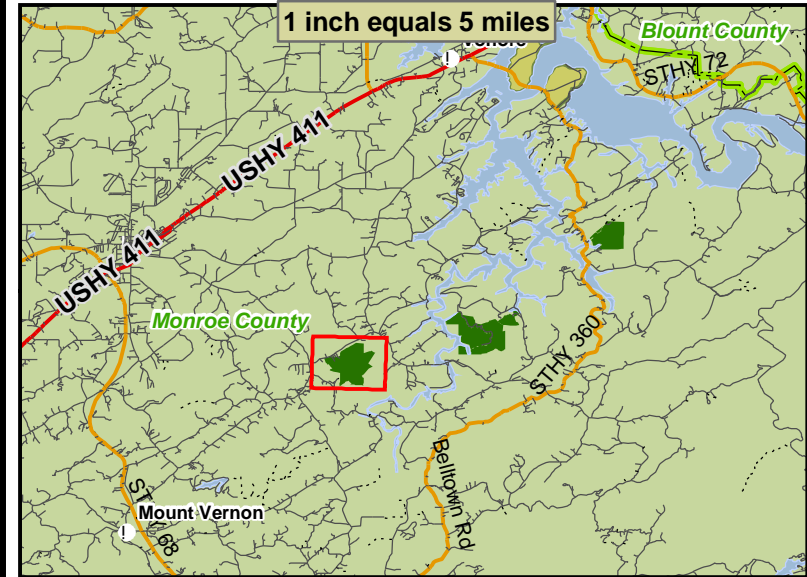 1 inch equals 5 miles
Blount County
Vonore
STHY 72
USHY 411
USHY 411
Monroe County
STHY 360
Belltown Rd
Mount Vernon
STHY 68